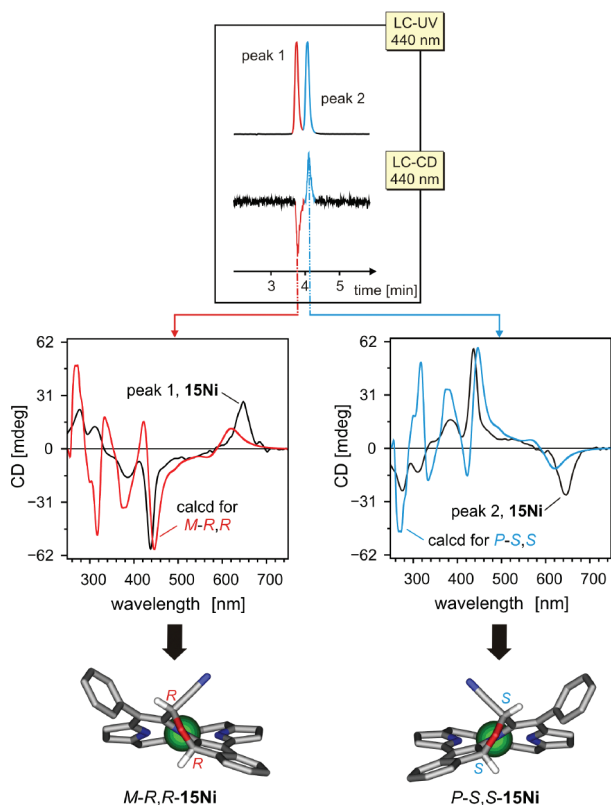 LC-UV
440 nm
peak 1
peak 2
LC-CD
440 nm
3 4 5 time [min]
62
31
0
−31
−62
CD [mdeg]
peak 1, 15Ni
calcd for
M-R,R
300 400 500 600 700
wavelength [nm]
62
31
0
−31
−62
CD [mdeg]
peak 2, 15Ni
calcd for P-S,S
300 400 500 600 700
wavelength [nm]
R
R
M-R,R-15Ni
S
S
P-S,S-15Ni